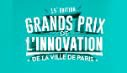 15e ÉDITION
GRANDS PRIX
DE L'INNOVATION
DE LA VILLE DE PARIS